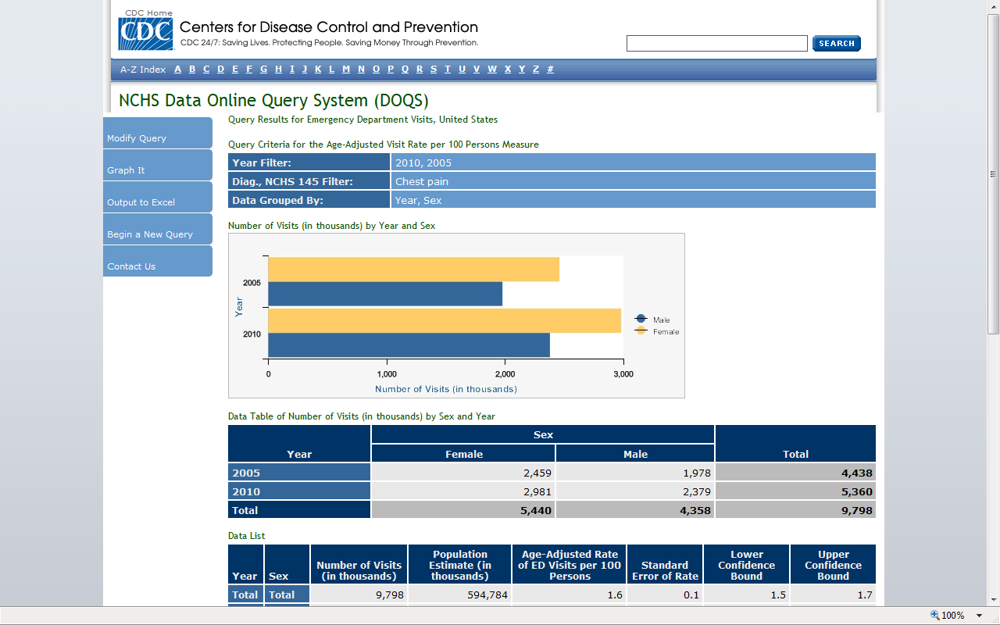 CDC Home
CDC
Centers for Disease Control and Prevention
CDC 24/7: Saving Lives. Protecting People. Saving Money Through Prevention.
SEARCH
A-Z Index A B C D E F G H I J K L M N O P Q R S T U V W X Y Z #
NCHS Data Online Query System (DOQS)
Modify Query
Graph It
Output to Excel
Begin a New Query
Contact Us
Query Results for Emergency Department Visits, United States
Query Criteria for the Age-Adjusted Visit Rate per 100 Persons Measure
Year Filter: 2010, 2005
Diag., NCHS 145 Filter: Chest pain
Data Grouped By: Year, Sex
Number of Visits (in thousands) by Year and Sex
Year
2005
2010
Male
Female
0 1,000 2,000 3,000
Number of Visits (in thousands)
Data Table of Number of Visits (in thousands) by Sex and Year
Sex
Year Female Male Total
2005 2,459 1,978 4,438
2010 2,981 2,379 5,360
Total 5,440 4,358 9,798
Data List
Year Sex Number of Visits (in thousands) Population Estimate (in thousands) Age-Adjusted Rate of ED Visits per 100 Persons Standard Error of Rate Lower Confidence Bound Upper Confidence Bound
Total Total 9,798 594,784 1.6 0.1 1.5 1.7
100%